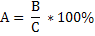 A = B/C * 100%